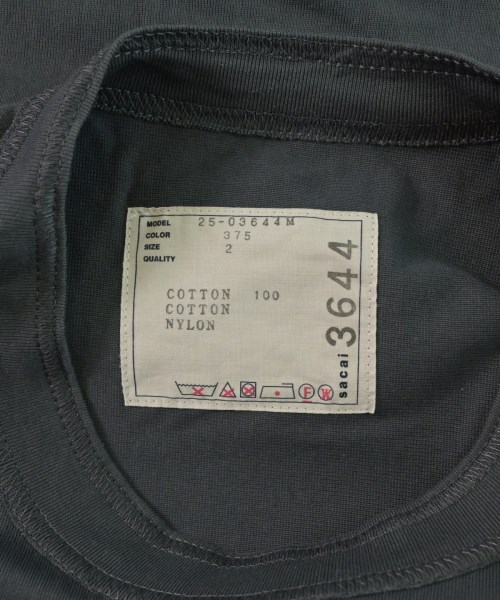 MODEL 25-03644M
COLOR 375
SIZE 2
QUALITY
COTTON 100
COTTON
NYLON
sacai 3644